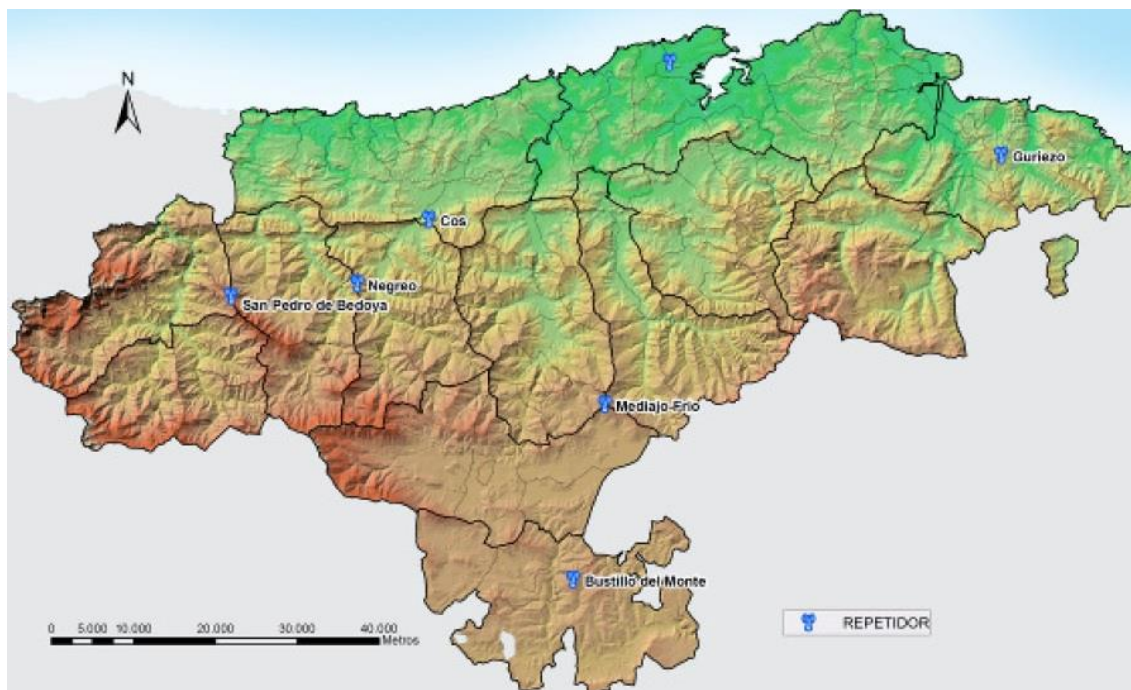 N
Guriezo
Cos
Negreo
San Pedro de Bedoya
Mediajo Frio
Bustillo del Monte
0 5.000 10.000 20.000 30.000 40.000
Metros
REPETIDOR